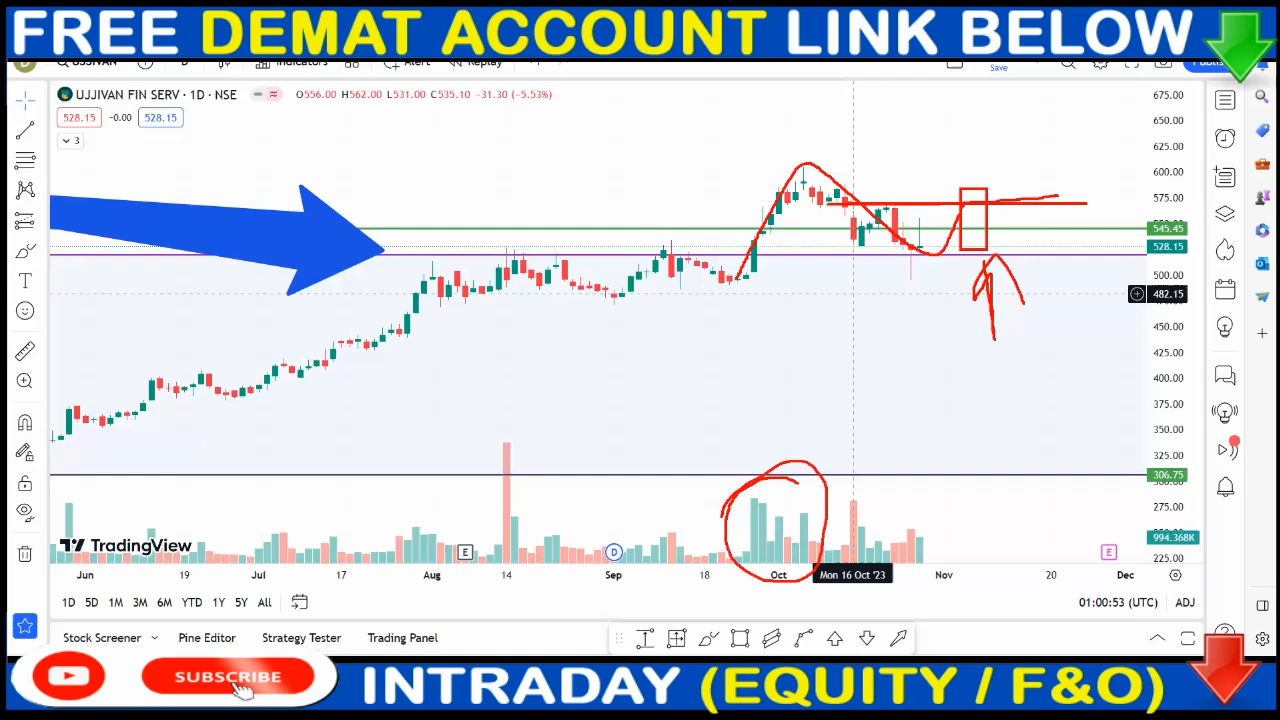 FREE DEMAT ACCOUNT LINK BELOW
Save
UJJIVAN FIN SERV · 1D · NSE O556.00 H562.00 L531.00 C535.10 −31.30 (−5.53%)
528.15 −0.00 528.15
3
675.00
650.00
625.00
600.00
575.00
545.45
528.15
500.00
482.15
450.00
425.00
400.00
375.00
350.00
325.00
306.75
275.00
994.368K
225.00
TradingView
E
D
E
Jun 19 Jul 17 Aug 14 Sep 18 Oct Mon 16 Oct '23 Nov 20 Dec
1D 5D 1M 3M 6M YTD 1Y 5Y All 01:00:53 (UTC) ADJ
Stock Screener Pine Editor Strategy Tester Trading Panel
SUBSCRIBE
INTRADAY (EQUITY / F&O)